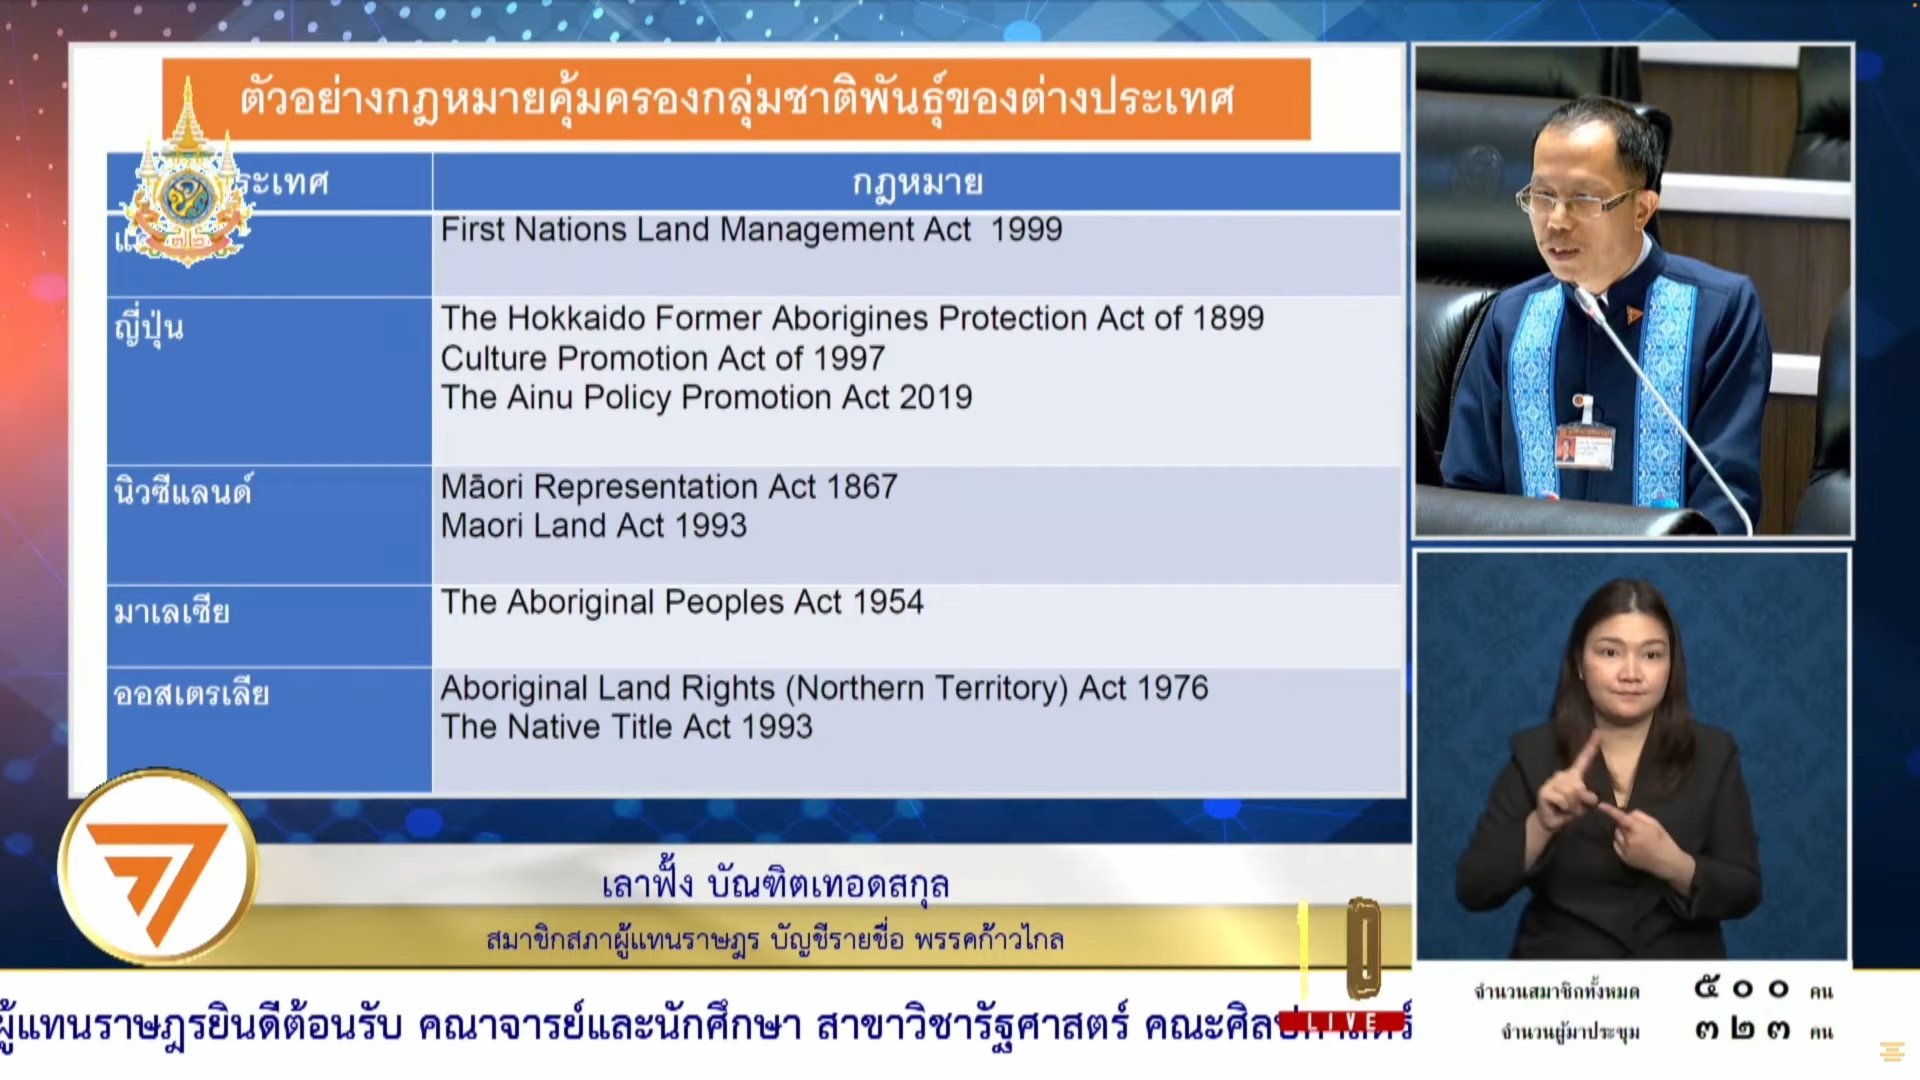 ตัวอย่างกฎหมายคุ้มครองกลุ่มชาติพันธุ์ของต่างประเทศ
กฎหมาย
First Nations Land Management Act 1999
ญี่ปุ่น
The Hokkaido Former Aborigines Protection Act of 1899
Culture Promotion Act of 1997
The Ainu Policy Promotion Act 2019
นิวซีแลนด์
Māori Representation Act 1867
Maori Land Act 1993
มาเลเซีย
The Aboriginal Peoples Act 1954
ออสเตรเลีย
Aboriginal Land Rights (Northern Territory) Act 1976
The Native Title Act 1993
เลาฟั้ง บัณฑิตเทอดสกุล
สมาชิกสภาผู้แทนราษฎร บัญชีรายชื่อ พรรคก้าวไกล
10
LIVE
ผู้แทนราษฎรยินดีต้อนรับ คณาจารย์และนักศึกษา สาขาวิชารัฐศาสตร์
จำนวนสมาชิกทั้งหมด ๕๐๐ คน
จำนวนผู้มาประชุม ๓๒๓ คน